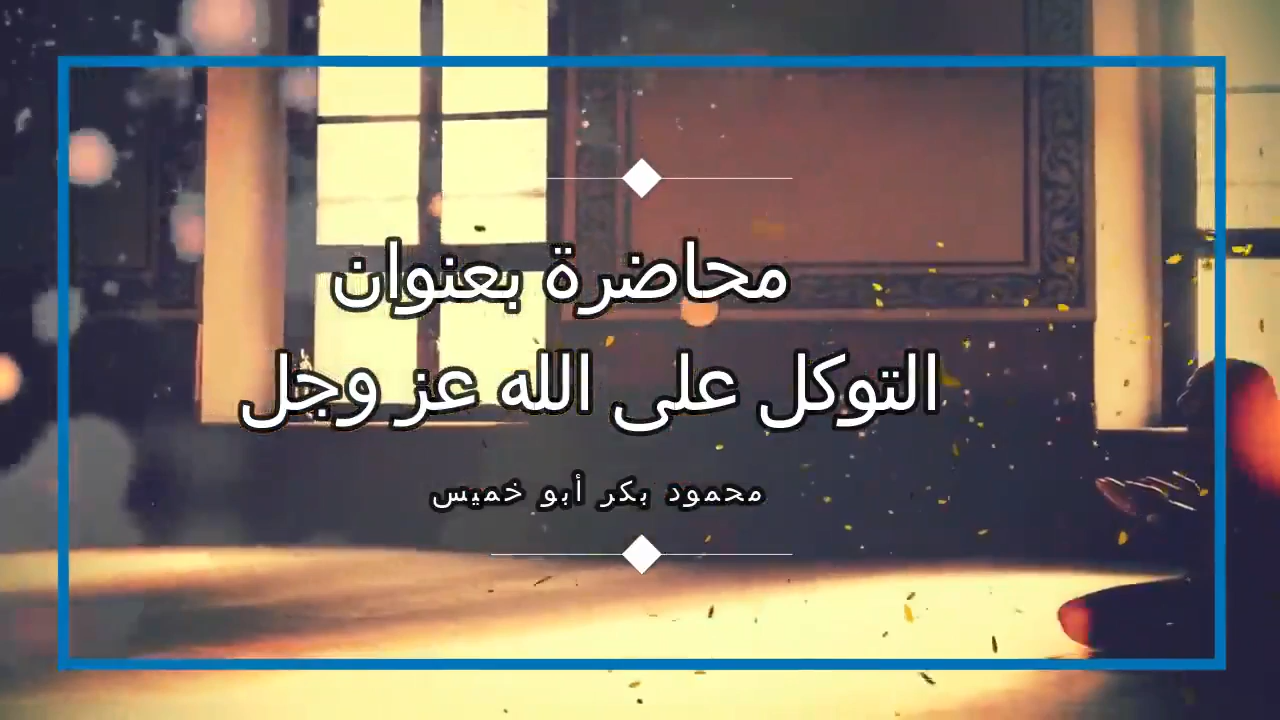 محاضرة بعنوان
التوكل على الله عز وجل
محمود بكر أبو خميس